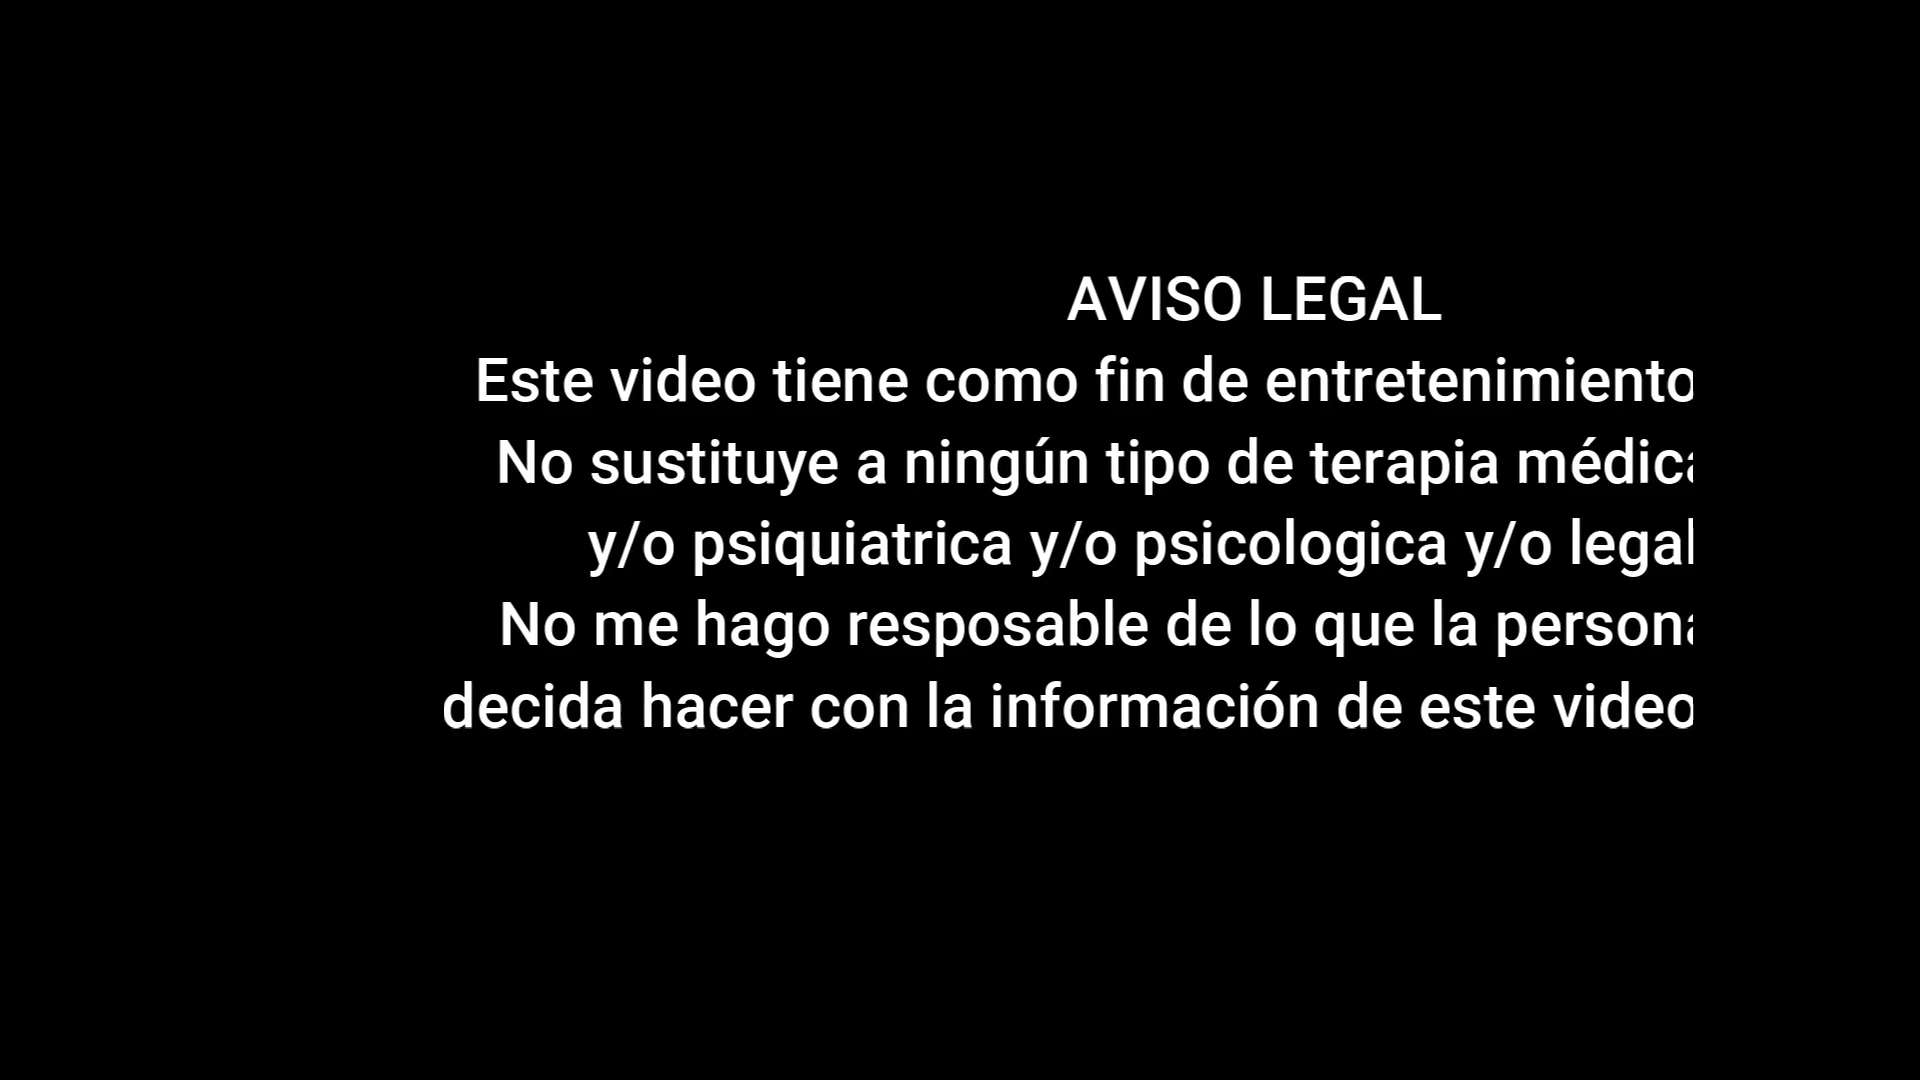 AVISO LEGAL
Este video tiene como fin de entretenimiento
No sustituye a ningún tipo de terapia médica
y/o psiquiatrica y/o psicologica y/o legal
No me hago resposable de lo que la persona
decida hacer con la información de este video